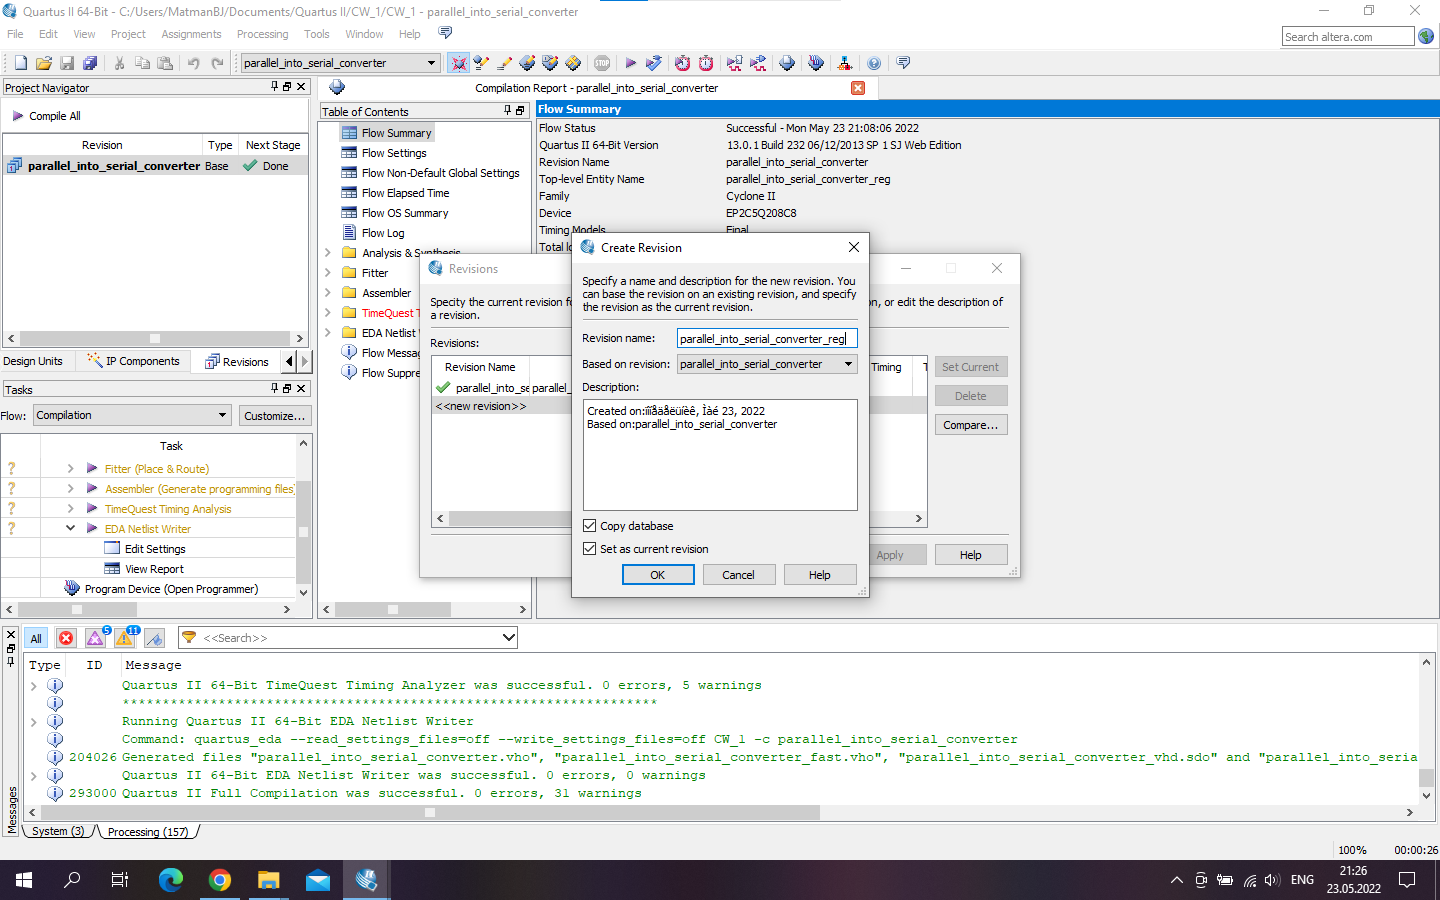 Quartus II 64-Bit - C:/Users/MatmanBJ/Documents/Quartus II/CW_1/CW_1 - parallel_into_serial_converter
File Edit View Project Assignments Processing Tools Window Help
Search altera.com
parallel_into_serial_converter
Project Navigator
Compile All
Revision Type Next Stage
parallel_into_serial_converter Base Done
Design Units IP Components Revisions
Tasks
Flow: Compilation Customize...
Task
Fitter (Place & Route)
Assembler (Generate programming files)
TimeQuest Timing Analysis
EDA Netlist Writer
Edit Settings
View Report
Program Device (Open Programmer)
Compilation Report - parallel_into_serial_converter
Table of Contents
Flow Summary
Flow Settings
Flow Non-Default Global Settings
Flow Elapsed Time
Flow OS Summary
Flow Log
Analysis & Synthesis
Fitter
Assembler
TimeQuest T
EDA Netlist
Flow Messa
Flow Suppre
Flow Summary
Flow Status Successful - Mon May 23 21:08:06 2022
Quartus II 64-Bit Version 13.0.1 Build 232 06/12/2013 SP 1 SJ Web Edition
Revision Name parallel_into_serial_converter
Top-level Entity Name parallel_into_serial_converter_reg
Family Cyclone II
Device EP2C5Q208C8
Timing Models Final
Total lo
Revisions
Specity the current revision fo n, or edit the description of
a revision.
Revisions:
Revision Name Timing T
parallel_into_se parallel_
<<new revision>>
Set Current
Delete
Compare...
Apply Help
Create Revision
Specify a name and description for the new revision. You
can base the revision on an existing revision, and specify
the revision as the current revision.
Revision name: parallel_into_serial_converter_reg
Based on revision: parallel_into_serial_converter
Description:
Created on:ïîíåäåëüíèê, Ìàé 23, 2022
Based on:parallel_into_serial_converter
Copy database
Set as current revision
OK Cancel Help
All 5 11 <<Search>>
Type ID Message
Quartus II 64-Bit TimeQuest Timing Analyzer was successful. 0 errors, 5 warnings
*******************************************************************
Running Quartus II 64-Bit EDA Netlist Writer
Command: quartus_eda --read_settings_files=off --write_settings_files=off CW_1 -c parallel_into_serial_converter
204026 Generated files "parallel_into_serial_converter.vho", "parallel_into_serial_converter_fast.vho", "parallel_into_serial_converter_vhd.sdo" and "parallel_into_seria
Quartus II 64-Bit EDA Netlist Writer was successful. 0 errors, 0 warnings
293000 Quartus II Full Compilation was successful. 0 errors, 31 warnings
Messages
System (3) Processing (157)
100% 00:00:26
ENG
21:26
23.05.2022